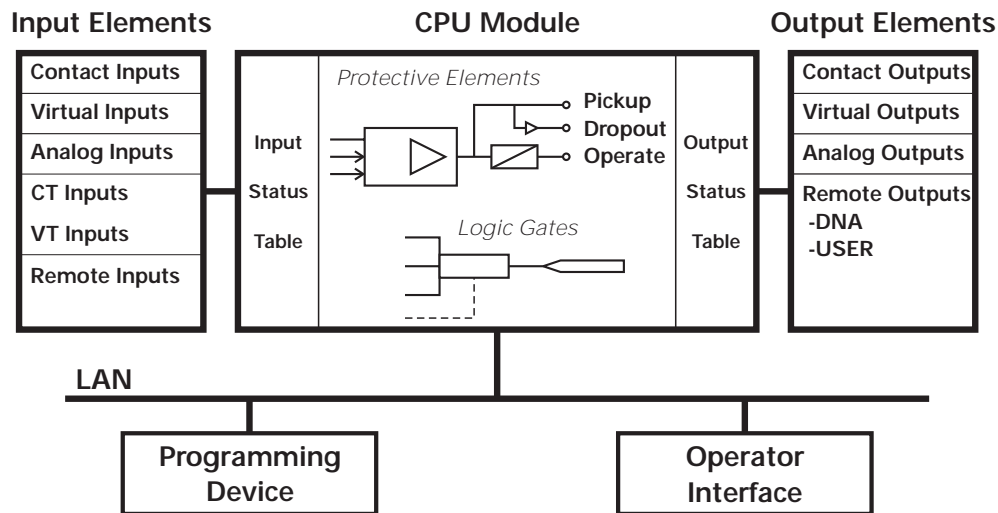 Input Elements
CPU Module
Output Elements
Contact Inputs
Virtual Inputs
Analog Inputs
CT Inputs
VT Inputs
Remote Inputs
Input
Status
Table
Protective Elements
Pickup
Dropout
Operate
Logic Gates
Output
Status
Table
Contact Outputs
Virtual Outputs
Analog Outputs
Remote Outputs
-DNA
-USER
LAN
Programming
Device
Operator
Interface